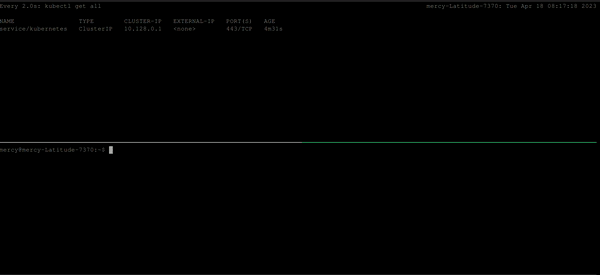 Every 2.0s: kubectl get all mercy-Latitude-7370: Tue Apr 18 08:17:18 2023
NAME TYPE CLUSTER-IP EXTERNAL-IP PORT(S) AGE
service/kubernetes ClusterIP 10.128.0.1 <none> 443/TCP 4m31s
mercy@mercy-Latitude-7370:~$